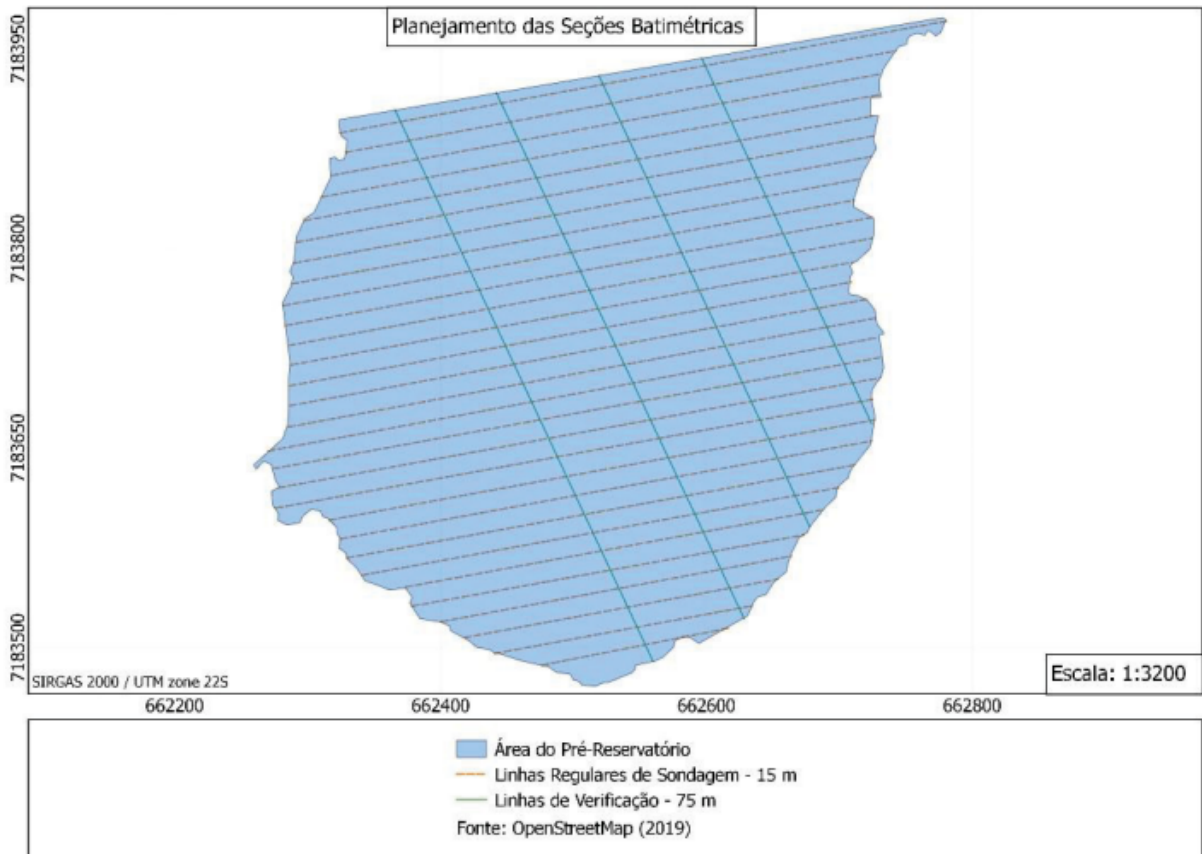 Planejamento das Seções Batimétricas
7183950
7183800
7183650
7183500
SIRGAS 2000 / UTM zone 22S
Escala: 1:3200
662200 662400 662600 662800
Área do Pré-Reservatório
Linhas Regulares de Sondagem - 15 m
Linhas de Verificação - 75 m
Fonte: OpenStreetMap (2019)